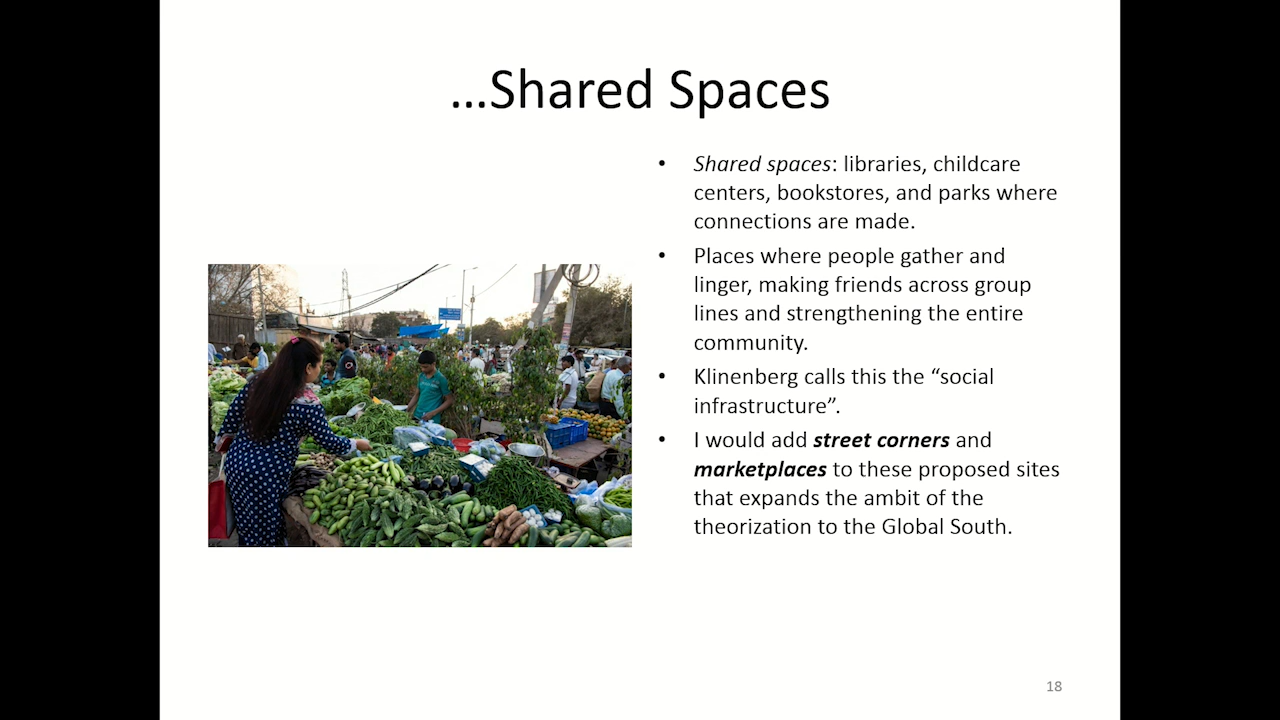 …Shared Spaces
• Shared spaces: libraries, childcare
centers, bookstores, and parks where
connections are made.
• Places where people gather and
linger, making friends across group
lines and strengthening the entire
community.
• Klinenberg calls this the “social
infrastructure”.
• I would add street corners and
marketplaces to these proposed sites
that expands the ambit of the
theorization to the Global South.
18